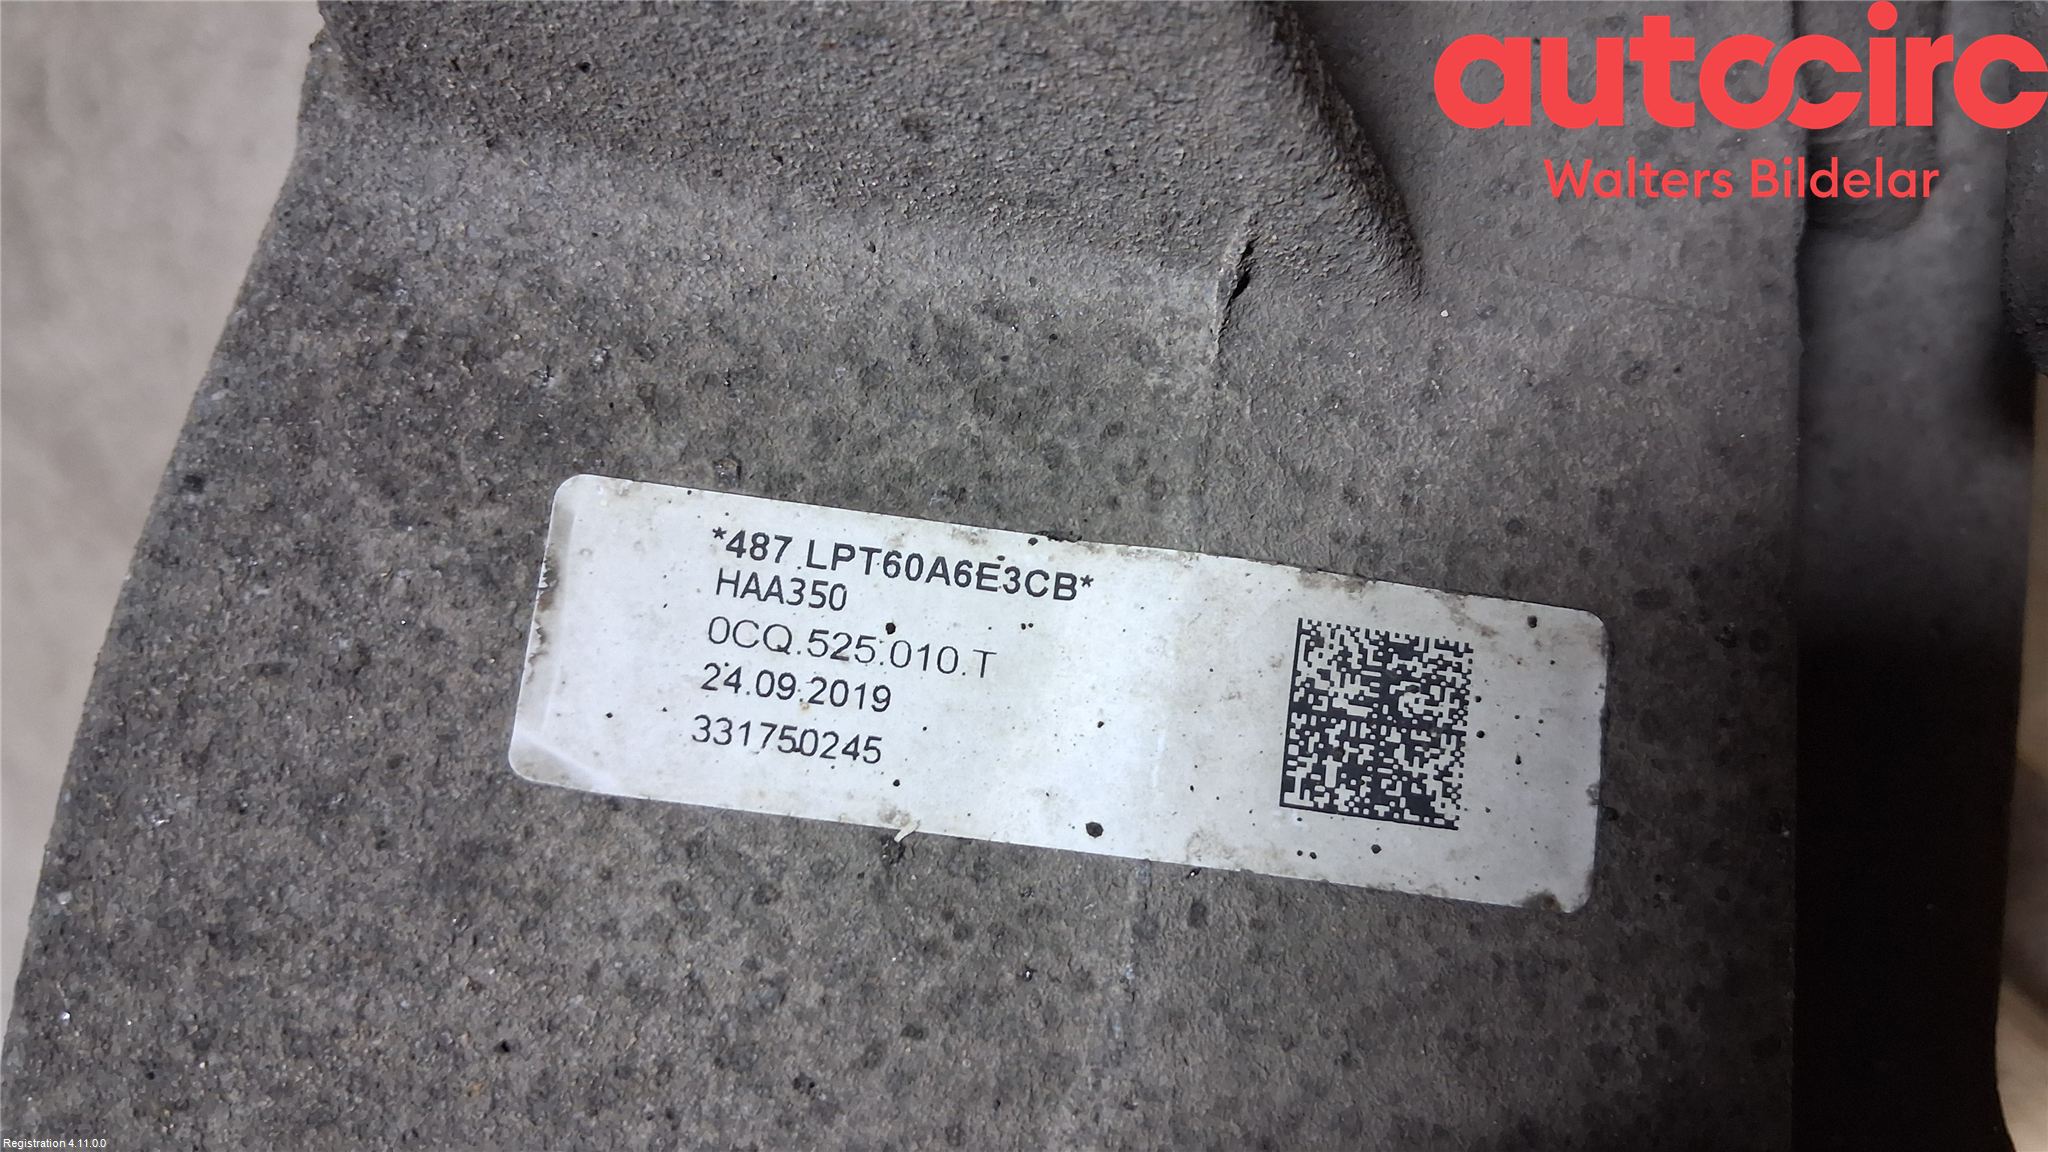 autocirc
Walters Bildelar
*487 LPT60A6E3CB*
HAA350
0CQ.525.010.T
24.09.2019
331750245
Registration 4.11.0.0